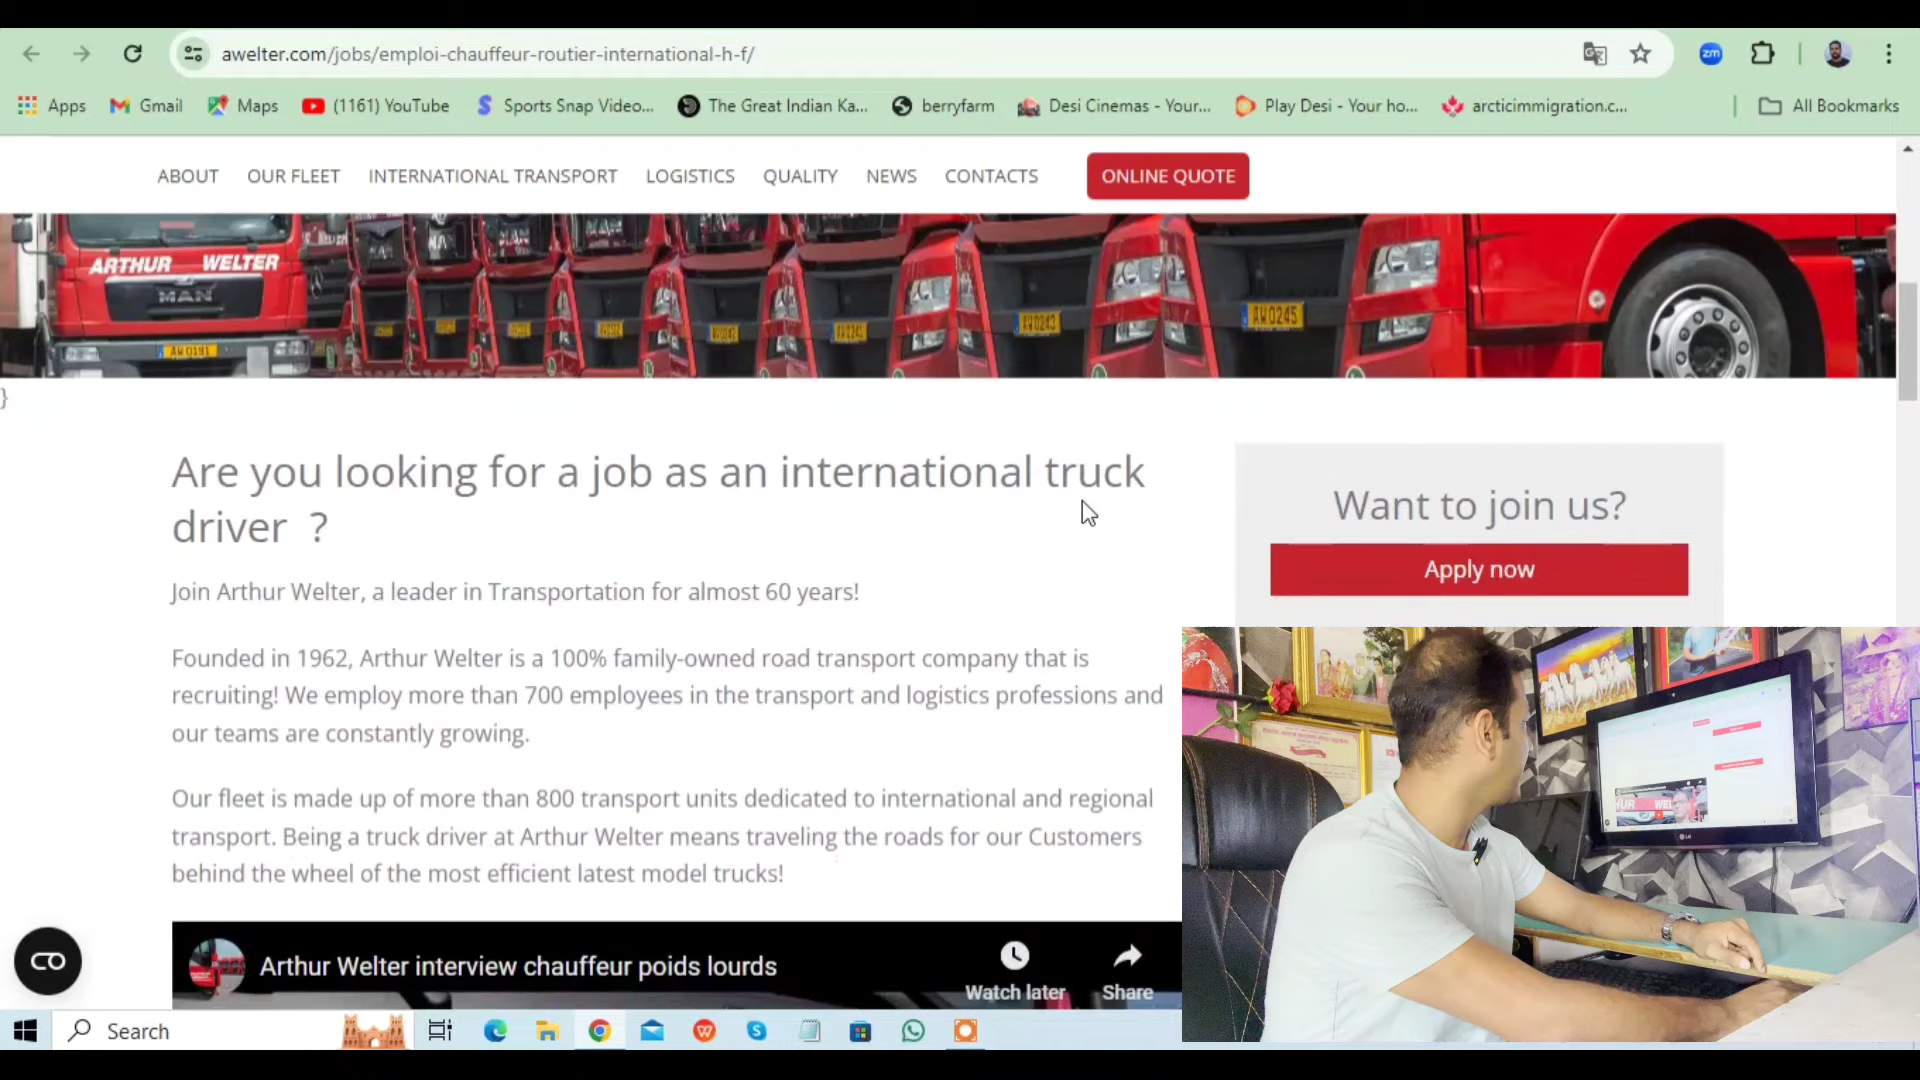 awelter.com/jobs/emploi-chauffeur-routier-international-h-f/
zm
Apps
Gmail
Maps
(1161) YouTube
Sports Snap Video...
The Great Indian Ka...
berryfarm
Desi Cinemas - Your...
Play Desi - Your ho...
arcticimmigration.c...
All Bookmarks
ABOUT
OUR FLEET
INTERNATIONAL TRANSPORT
LOGISTICS
QUALITY
NEWS
CONTACTS
ONLINE QUOTE
ARTHUR WELTER
MAN
AW0191
AW0243
AW0245
}
Are you looking for a job as an international truck
driver ?
Want to join us?
Apply now
Join Arthur Welter, a leader in Transportation for almost 60 years!
Founded in 1962, Arthur Welter is a 100% family-owned road transport company that is
recruiting! We employ more than 700 employees in the transport and logistics professions and
our teams are constantly growing.
Our fleet is made up of more than 800 transport units dedicated to international and regional
transport. Being a truck driver at Arthur Welter means traveling the roads for our Customers
behind the wheel of the most efficient latest model trucks!
Arthur Welter interview chauffeur poids lourds
Watch later
Share
LG
Search